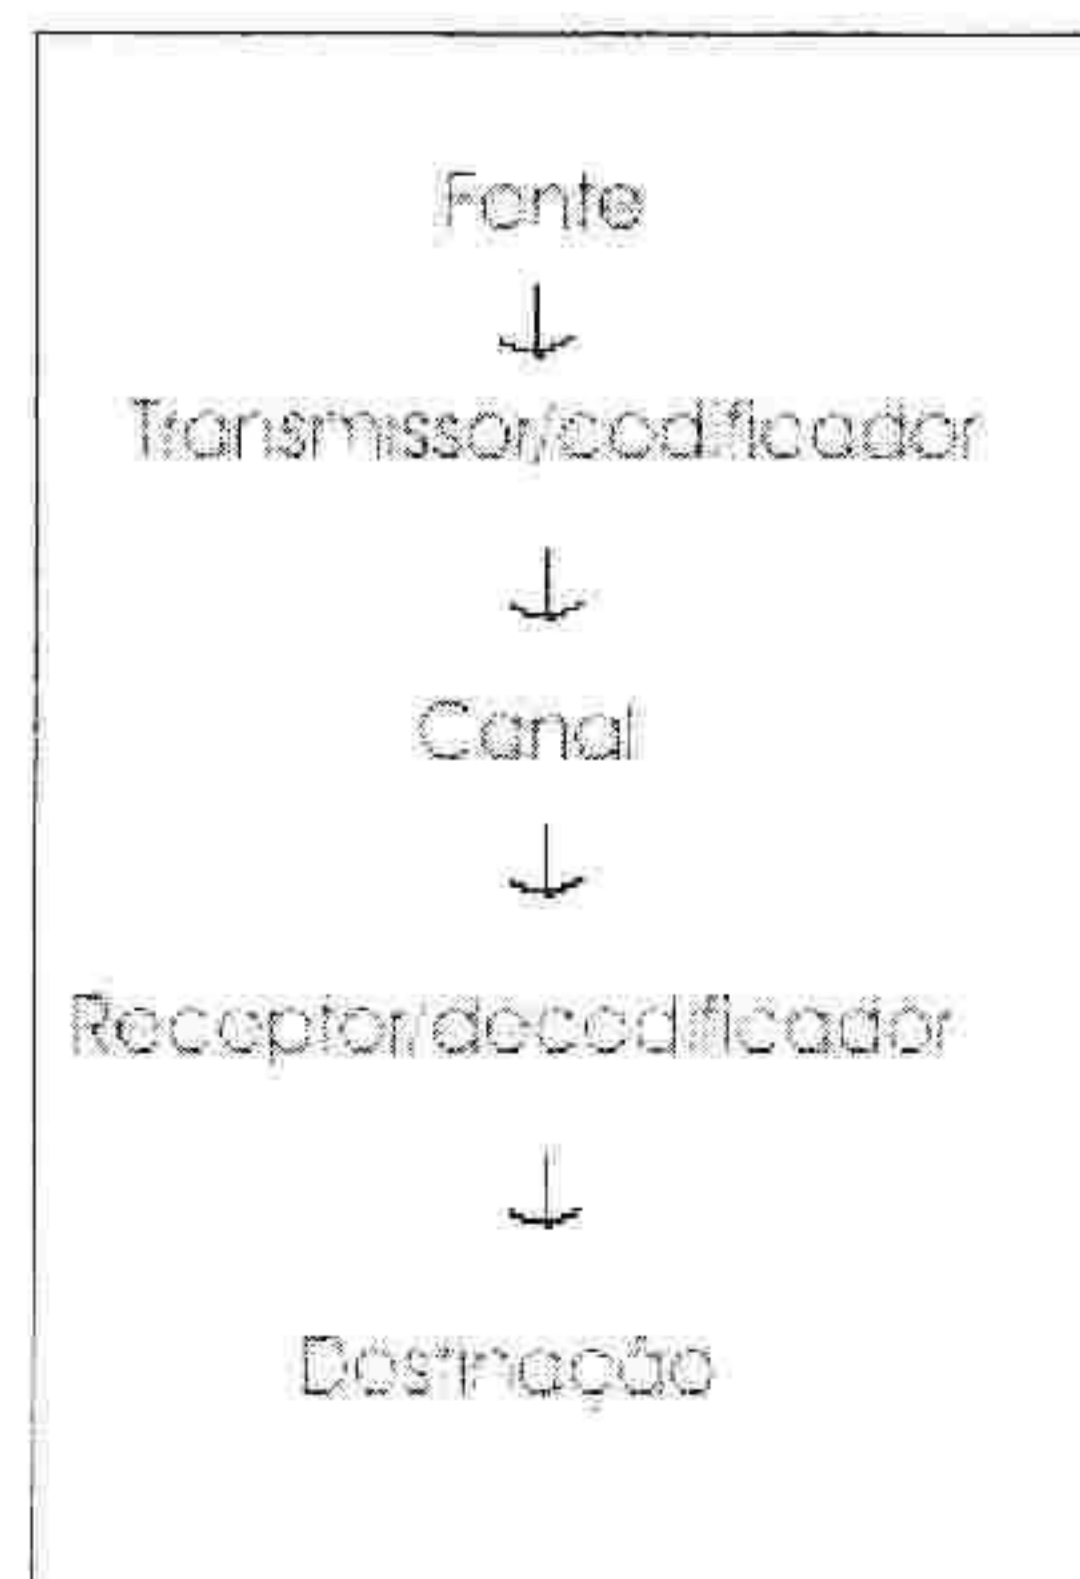 Fonte
Transmissor/codificador
Canal
Receptor/decodificador
Destinação